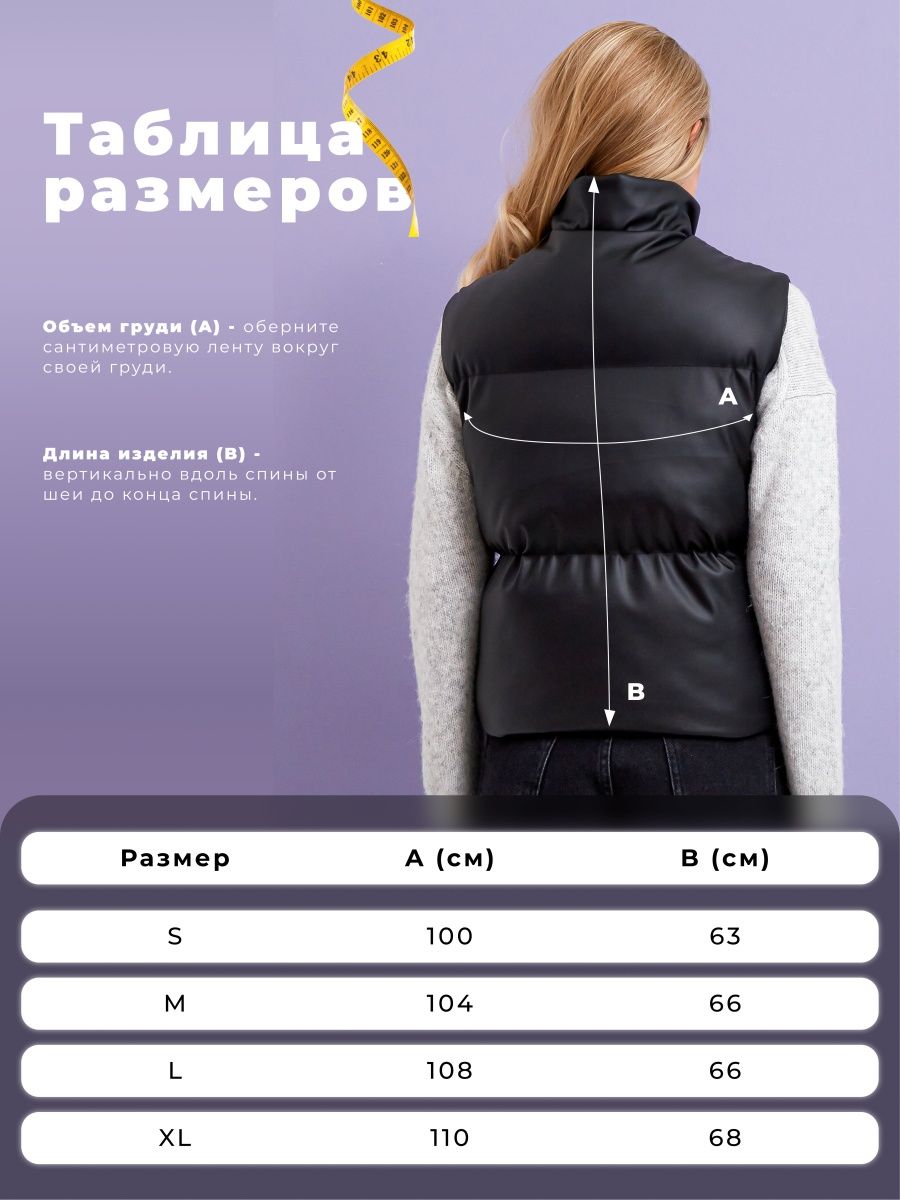 Таблица
размеров
Объем груди (А) - оберните
сантиметровую ленту вокруг
своей груди.
Длина изделия (В) -
вертикально вдоль спины от
шеи до конца спины.
A
B
Размер А (см) В (см)
S 100 63
M 104 66
L 108 66
XL 110 68